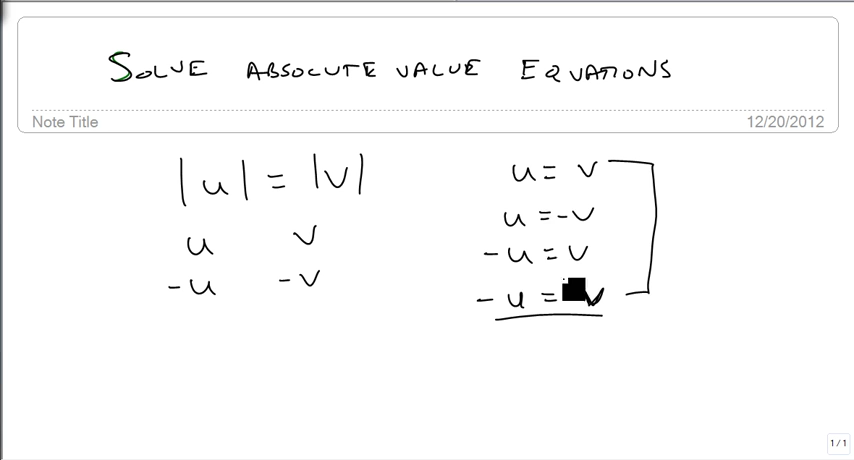 SOLVE ABSOLUTE VALUE EQUATIONS
Note Title 12/20/2012
|u| = |v|
u v
-u -v
u = v
u = -v
-u = v
-u = v
1 / 1